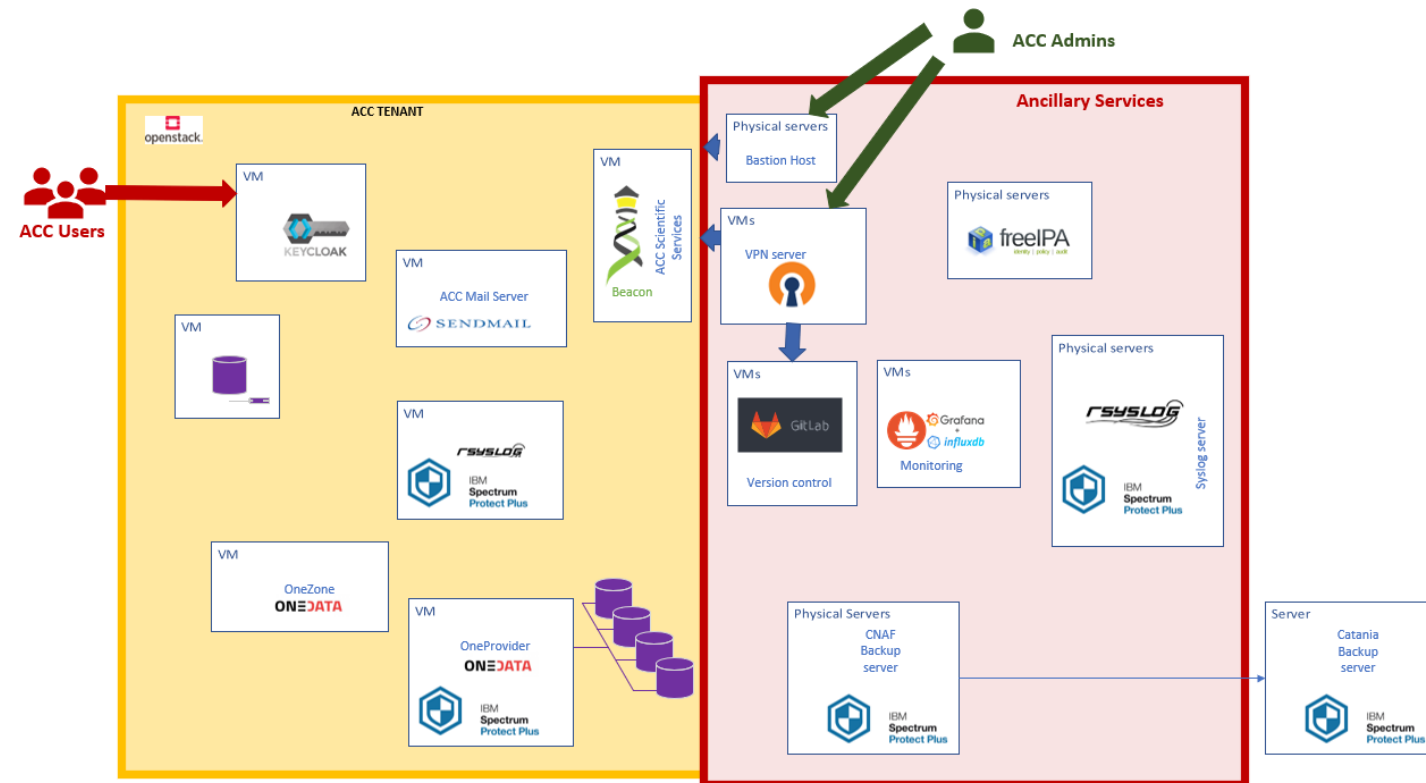 ACC Admins
ACC TENANT
Ancillary Services
openstack.
ACC Users
VM
KEYCLOAK
VM
ACC Mail Server
SENDMAIL
VM
ACC Scientific
Services
Beacon
VM
VM
rsyslog
IBM
Spectrum
Protect Plus
VM
OneZone
ONEDATA
VM
OneProvider
ONEDATA
IBM
Spectrum
Protect Plus
Physical servers
Bastion Host
VMs
VPN server
Physical servers
freeIPA
identity | policy | audit
VMs
GitLab
Version control
VMs
Grafana
+
influxdb
Monitoring
Physical servers
rsyslog
Syslog server
IBM
Spectrum
Protect Plus
Physical Servers
CNAF
Backup
server
IBM
Spectrum
Protect Plus
Server
Catania
Backup
server
IBM
Spectrum
Protect Plus